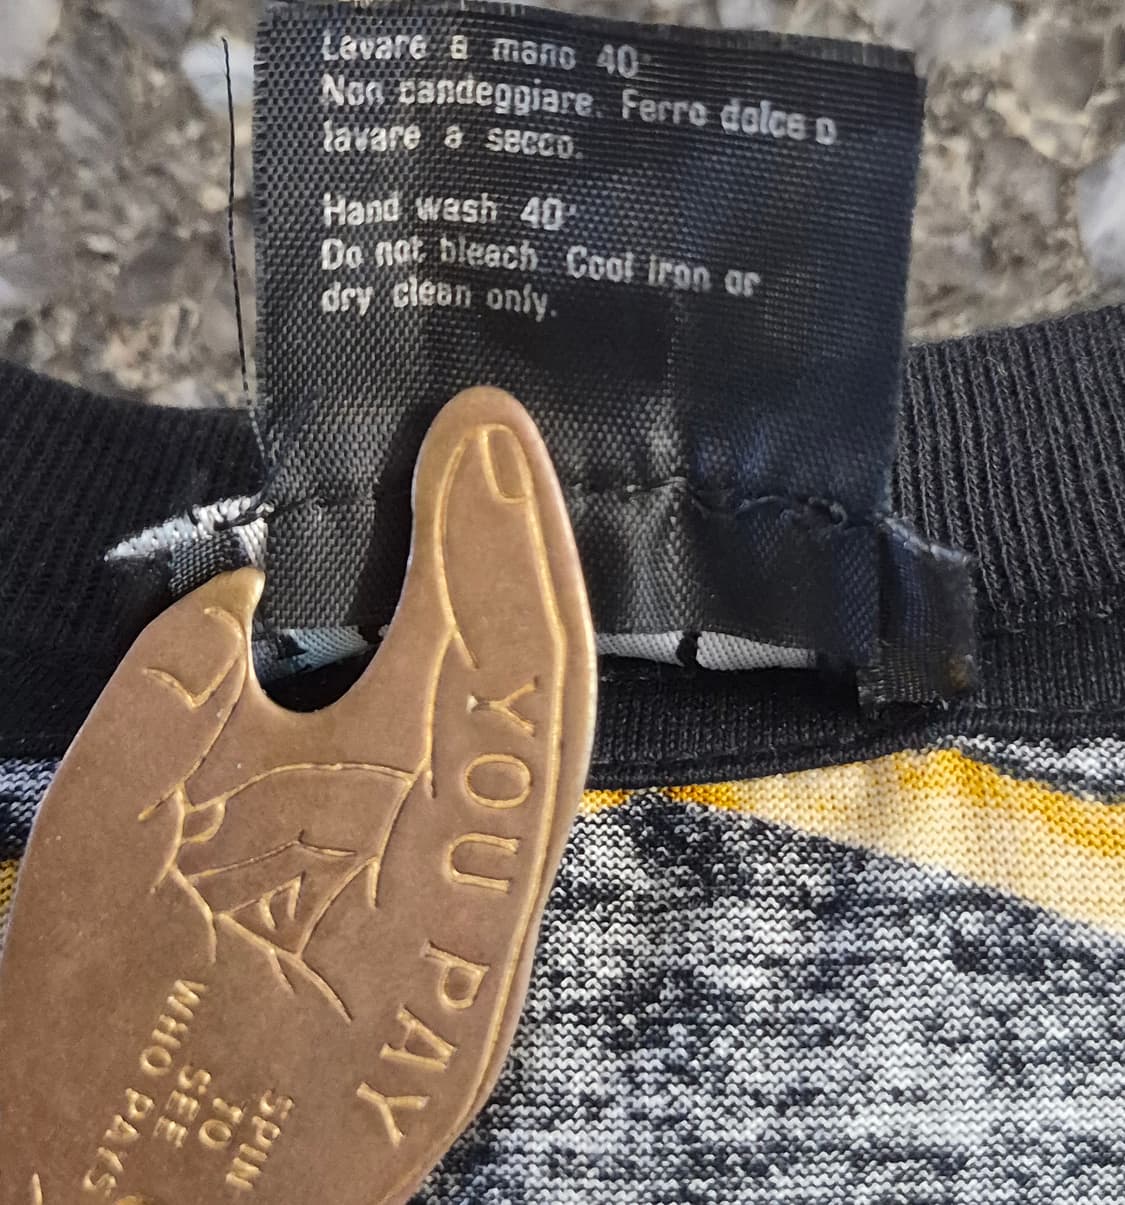 Lavare a mano 40°
Non candeggiare. Ferro dolce o
lavare a secco.
Hand wash 40°
Do not bleach. Cool iron or
dry clean only.
YOU PAY
SPIN
TO
SEE
WHO PAYS